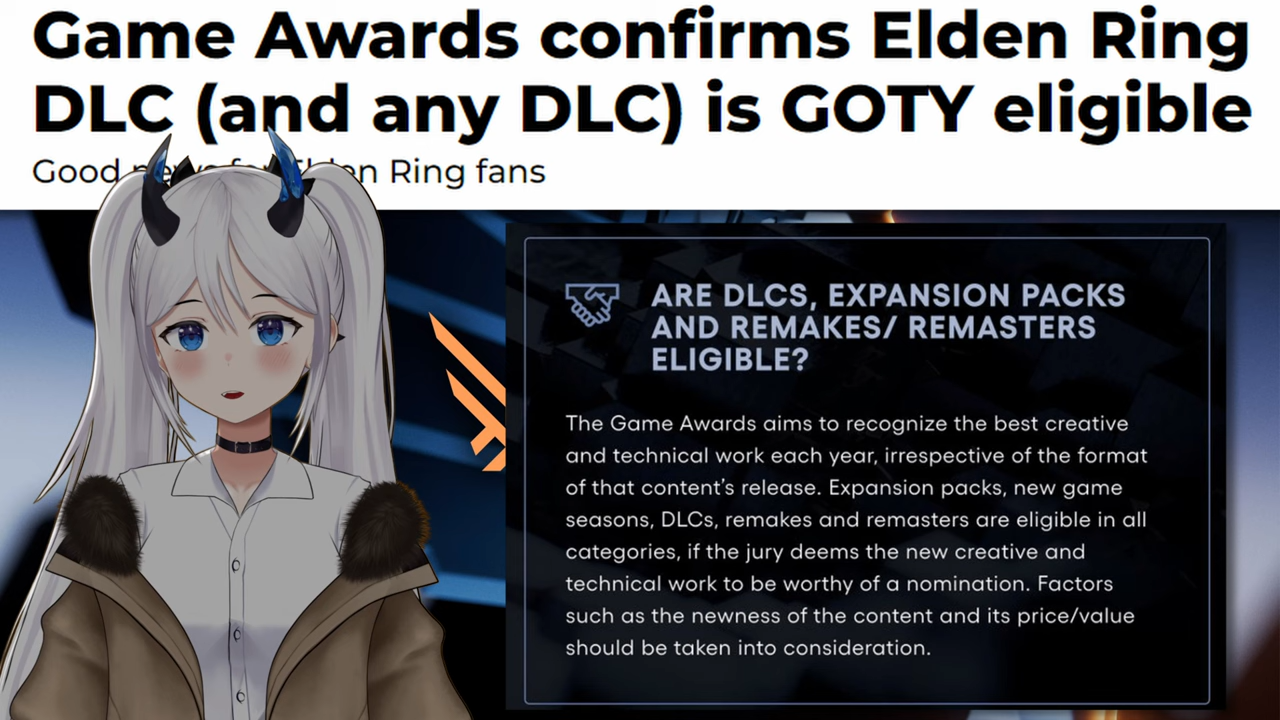 Game Awards confirms Elden Ring
DLC (and any DLC) is GOTY eligible
Good news for Elden Ring fans
ARE DLCS, EXPANSION PACKS
AND REMAKES/ REMASTERS
ELIGIBLE?
The Game Awards aims to recognize the best creative
and technical work each year, irrespective of the format
of that content's release. Expansion packs, new game
seasons, DLCs, remakes and remasters are eligible in all
categories, if the jury deems the new creative and
technical work to be worthy of a nomination. Factors
such as the newness of the content and its price/value
should be taken into consideration.